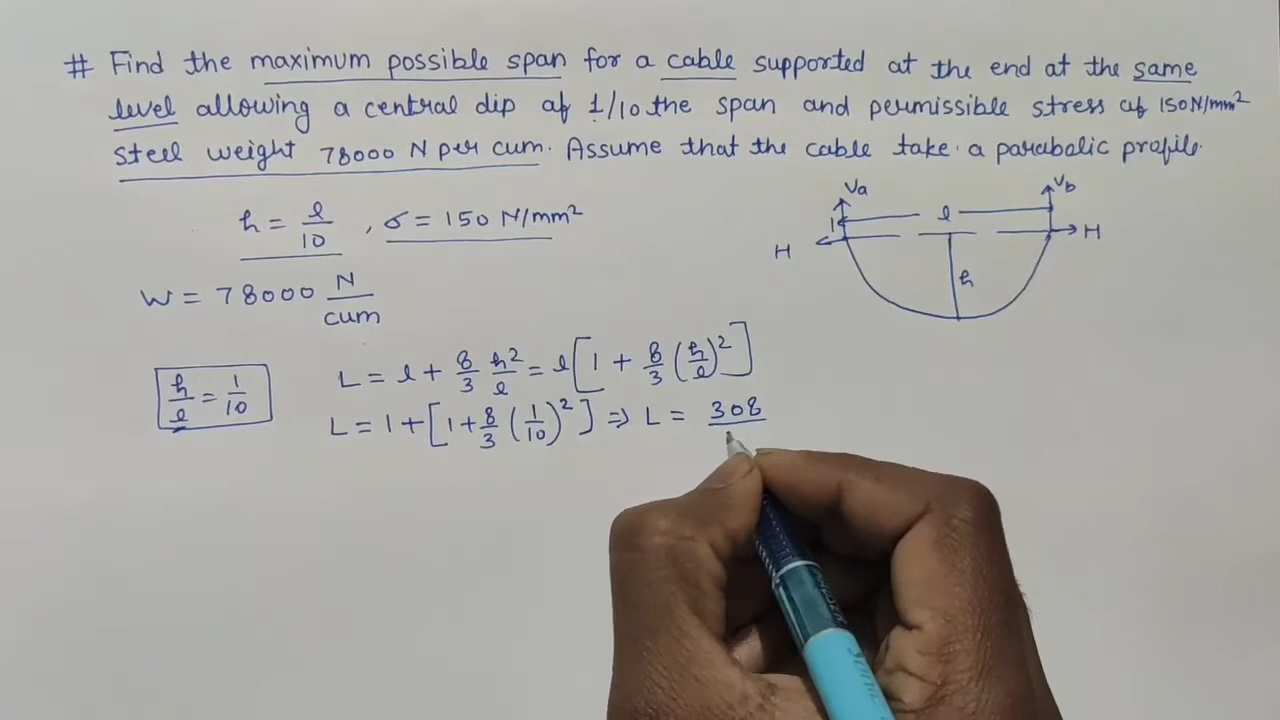 # Find the maximum possible span for a cable supported at the end at the same
level allowing a central dip of 1/10 the span and permissible stress of 150N/mm²
steel weight 78000 N per cum. Assume that the cable take a parabolic profile.
h = l/10 , σ = 150 N/mm²
W = 78000 N/cum
Va
Vb
l
H
H
h
h/l = 1/10
L = l + 8/3 h²/l = l[1 + 8/3 (h/l)²]
L = 1 + [1 + 8/3 (1/10)²] ⇒ L = 308